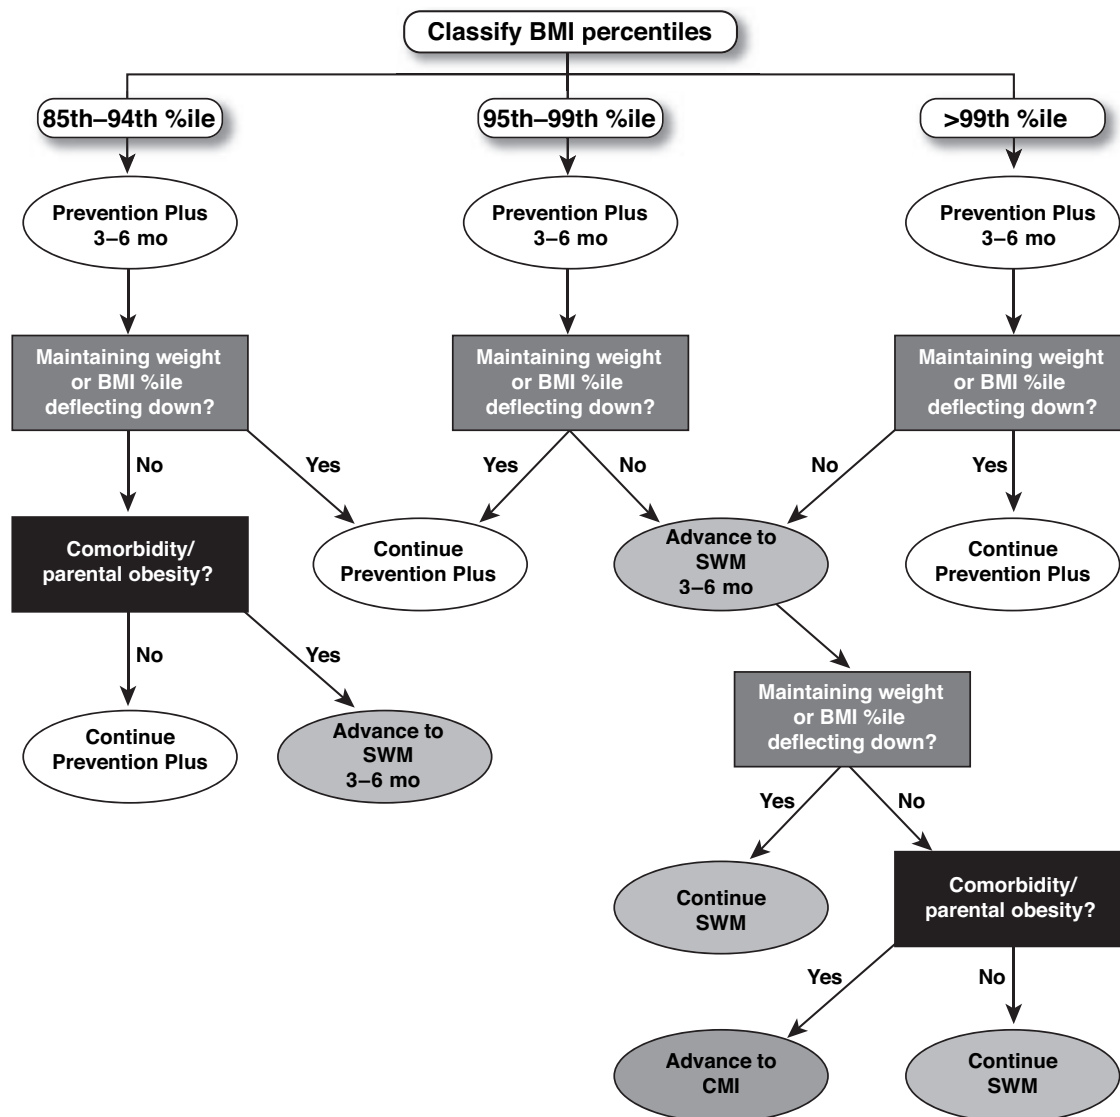 Classify BMI percentiles
85th–94th %ile
95th–99th %ile
>99th %ile
Prevention Plus
3–6 mo
Prevention Plus
3–6 mo
Prevention Plus
3–6 mo
Maintaining weight
or BMI %ile
deflecting down?
Maintaining weight
or BMI %ile
deflecting down?
Maintaining weight
or BMI %ile
deflecting down?
No
Yes
Yes
No
No
Yes
Comorbidity/
parental obesity?
Continue
Prevention Plus
Advance to
SWM
3–6 mo
Continue
Prevention Plus
No
Yes
Continue
Prevention Plus
Advance to
SWM
3–6 mo
Maintaining weight
or BMI %ile
deflecting down?
Yes
No
Continue
SWM
Comorbidity/
parental obesity?
Yes
No
Advance to
CMI
Continue
SWM